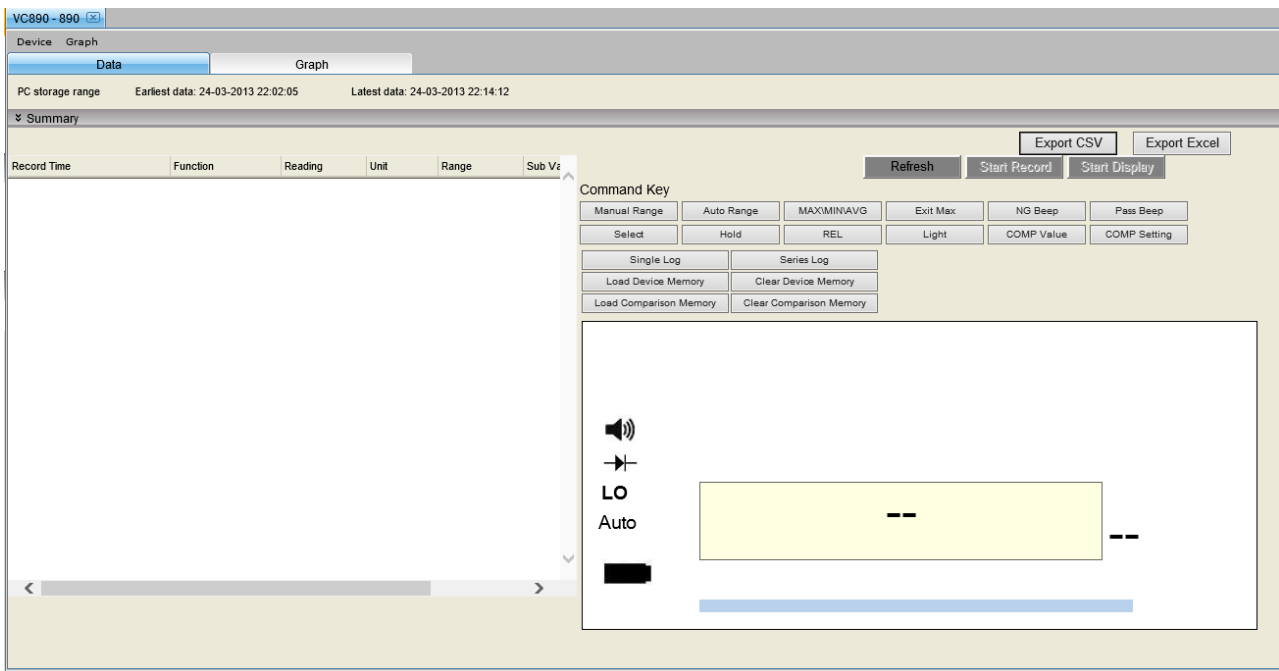 VC890 - 890
Device Graph
Data Graph
PC storage range Earliest data: 24-03-2013 22:02:05 Latest data: 24-03-2013 22:14:12
Summary
Export CSV Export Excel
Record Time Function Reading Unit Range Sub Va
Refresh Start Record Start Display
Command Key
Manual Range Auto Range MAX\MIN\AVG Exit Max NG Beep Pass Beep
Select Hold REL Light COMP Value COMP Setting
Single Log Series Log
Load Device Memory Clear Device Memory
Load Comparison Memory Clear Comparison Memory
LO
Auto
--
--